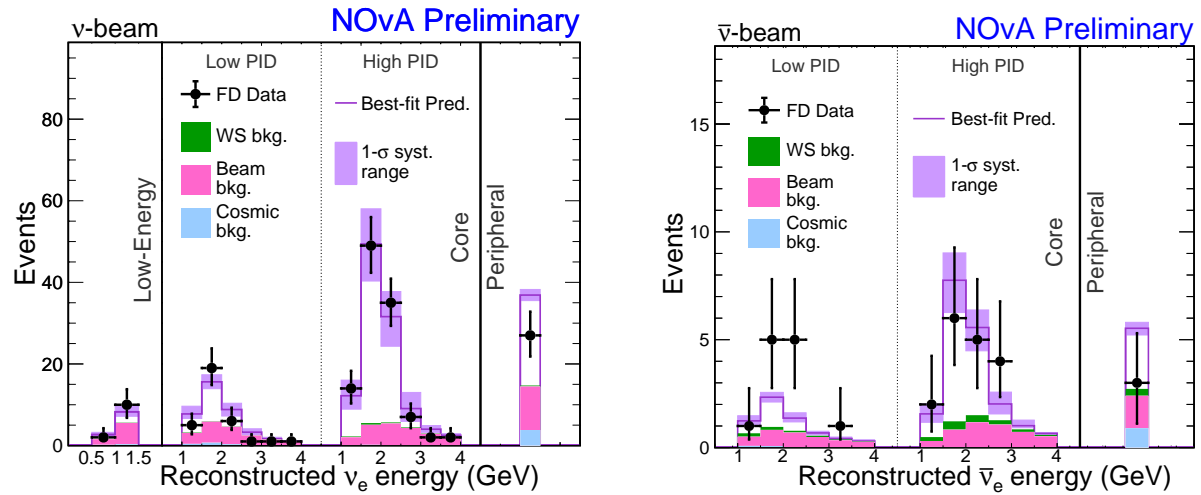 ν-beam
NOvA Preliminary
Low PID
High PID
FD Data
Best-fit Pred.
WS bkg.
1-σ syst.
range
Beam
bkg.
Cosmic
bkg.
Low-Energy
Core
Peripheral
Events
80
60
40
20
0
0.5 1 1.5
1 2 3 4
1 2 3 4
Reconstructed νe energy (GeV)
ν̅-beam
NOvA Preliminary
Low PID
High PID
FD Data
Best-fit Pred.
WS bkg.
1-σ syst.
range
Beam
bkg.
Cosmic
bkg.
Core
Peripheral
Events
15
10
5
0
1 2 3 4
1 2 3 4
Reconstructed ν̅e energy (GeV)